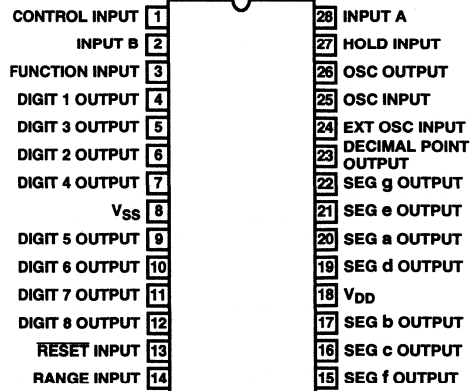 CONTROL INPUT 1 28 INPUT A
INPUT B 2 27 HOLD INPUT
FUNCTION INPUT 3 26 OSC OUTPUT
DIGIT 1 OUTPUT 4 25 OSC INPUT
DIGIT 3 OUTPUT 5 24 EXT OSC INPUT
DIGIT 2 OUTPUT 6 23 DECIMAL POINT
OUTPUT
DIGIT 4 OUTPUT 7 22 SEG g OUTPUT
VSS 8 21 SEG e OUTPUT
DIGIT 5 OUTPUT 9 20 SEG a OUTPUT
DIGIT 6 OUTPUT 10 19 SEG d OUTPUT
DIGIT 7 OUTPUT 11 18 VDD
DIGIT 8 OUTPUT 12 17 SEG b OUTPUT
RESET INPUT 13 16 SEG c OUTPUT
RANGE INPUT 14 15 SEG f OUTPUT